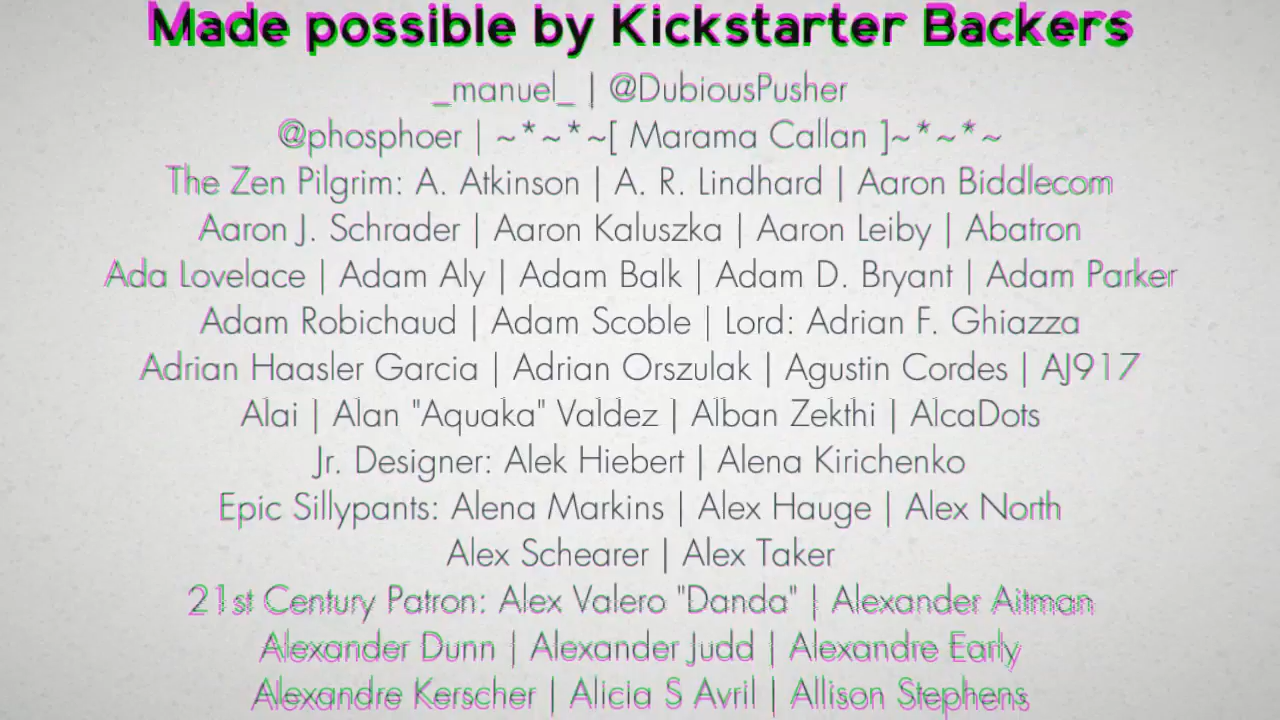 Made possible by Kickstarter Backers
_manuel_ | @DubiousPusher
@phosphoer | ~*~*~[ Marama Callan ]~*~*~
The Zen Pilgrim: A. Atkinson | A. R. Lindhard | Aaron Biddlecom
Aaron J. Schrader | Aaron Kaluszka | Aaron Leiby | Abatron
Ada Lovelace | Adam Aly | Adam Balk | Adam D. Bryant | Adam Parker
Adam Robichaud | Adam Scoble | Lord: Adrian F. Ghiazza
Adrian Haasler Garcia | Adrian Orszulak | Agustin Cordes | AJ917
Alai | Alan "Aquaka" Valdez | Alban Zekthi | AlcaDots
Jr. Designer: Alek Hiebert | Alena Kirichenko
Epic Sillypants: Alena Markins | Alex Hauge | Alex North
Alex Schearer | Alex Taker
21st Century Patron: Alex Valero "Danda" | Alexander Aitman
Alexander Dunn | Alexander Judd | Alexandre Early
Alexandre Kerscher | Alicia S Avril | Allison Stephens